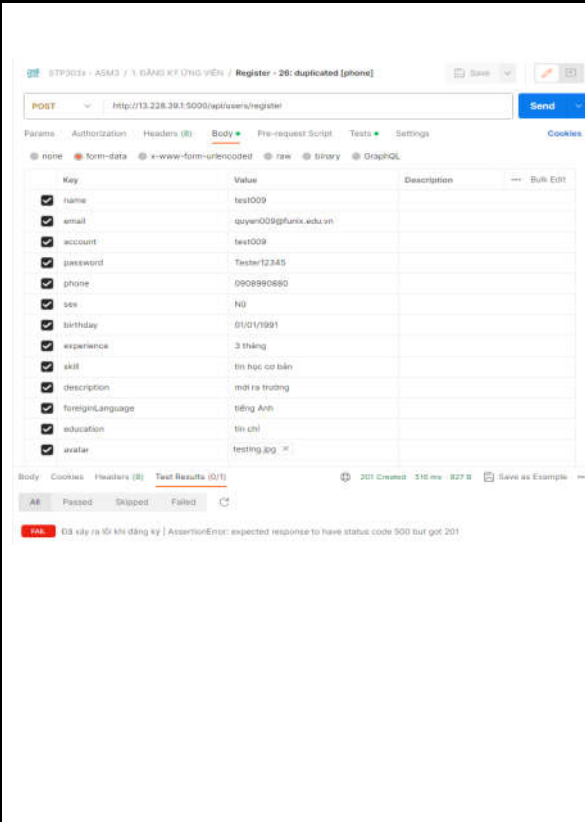 STP303x - ASM3 / 1. ĐĂNG KÝ ỨNG VIÊN / Register - 26: duplicated [phone] Save
POST http://13.228.39.1:5000/api/users/register Send
Params Authorization Headers (8) Body Pre-request Script Tests Settings Cookies
none form-data x-www-form-urlencoded raw binary GraphQL
Key Value Description Bulk Edit
name test009
email quyen009@funix.edu.vn
account test009
password Tester12345
phone 0908990880
sex Nữ
birthday 01/01/1991
experience 3 tháng
skill tin học cơ bản
description mới ra trường
foreiginLanguage tiếng Anh
education tín chỉ
avatar testing.jpg ×
Body Cookies Headers (8) Test Results (0/1) 201 Created 516 ms 827 B Save as Example
All Passed Skipped Failed
FAIL Đã xảy ra lỗi khi đăng ký | AssertionError: expected response to have status code 500 but got 201